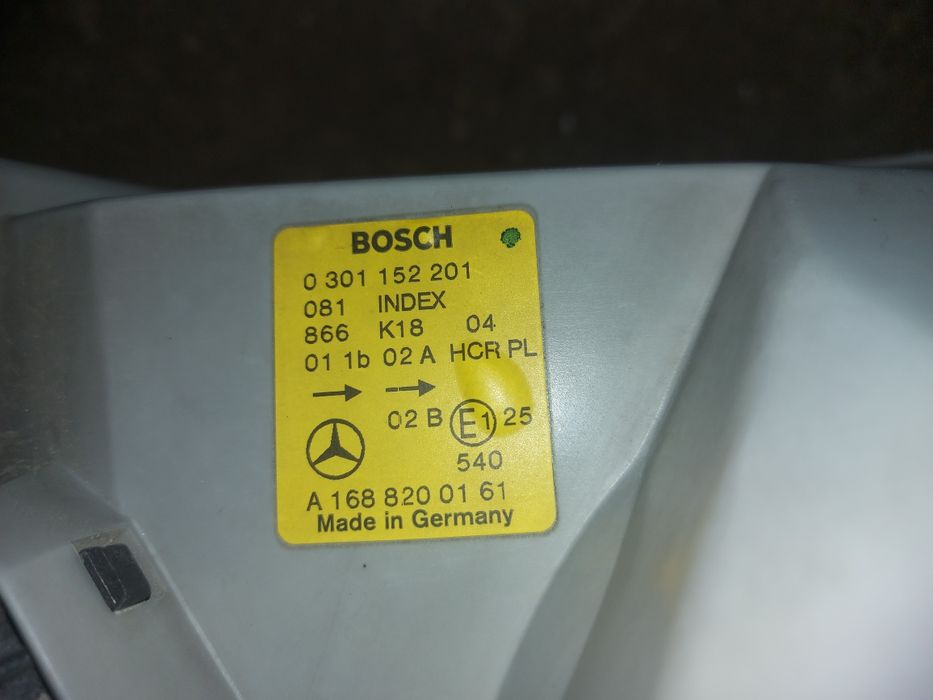 BOSCH
0 301 152 201
081 INDEX
866 K18 04
01 1b 02 A HCR PL
02 B E1 25
540
A 168 820 01 61
Made in Germany